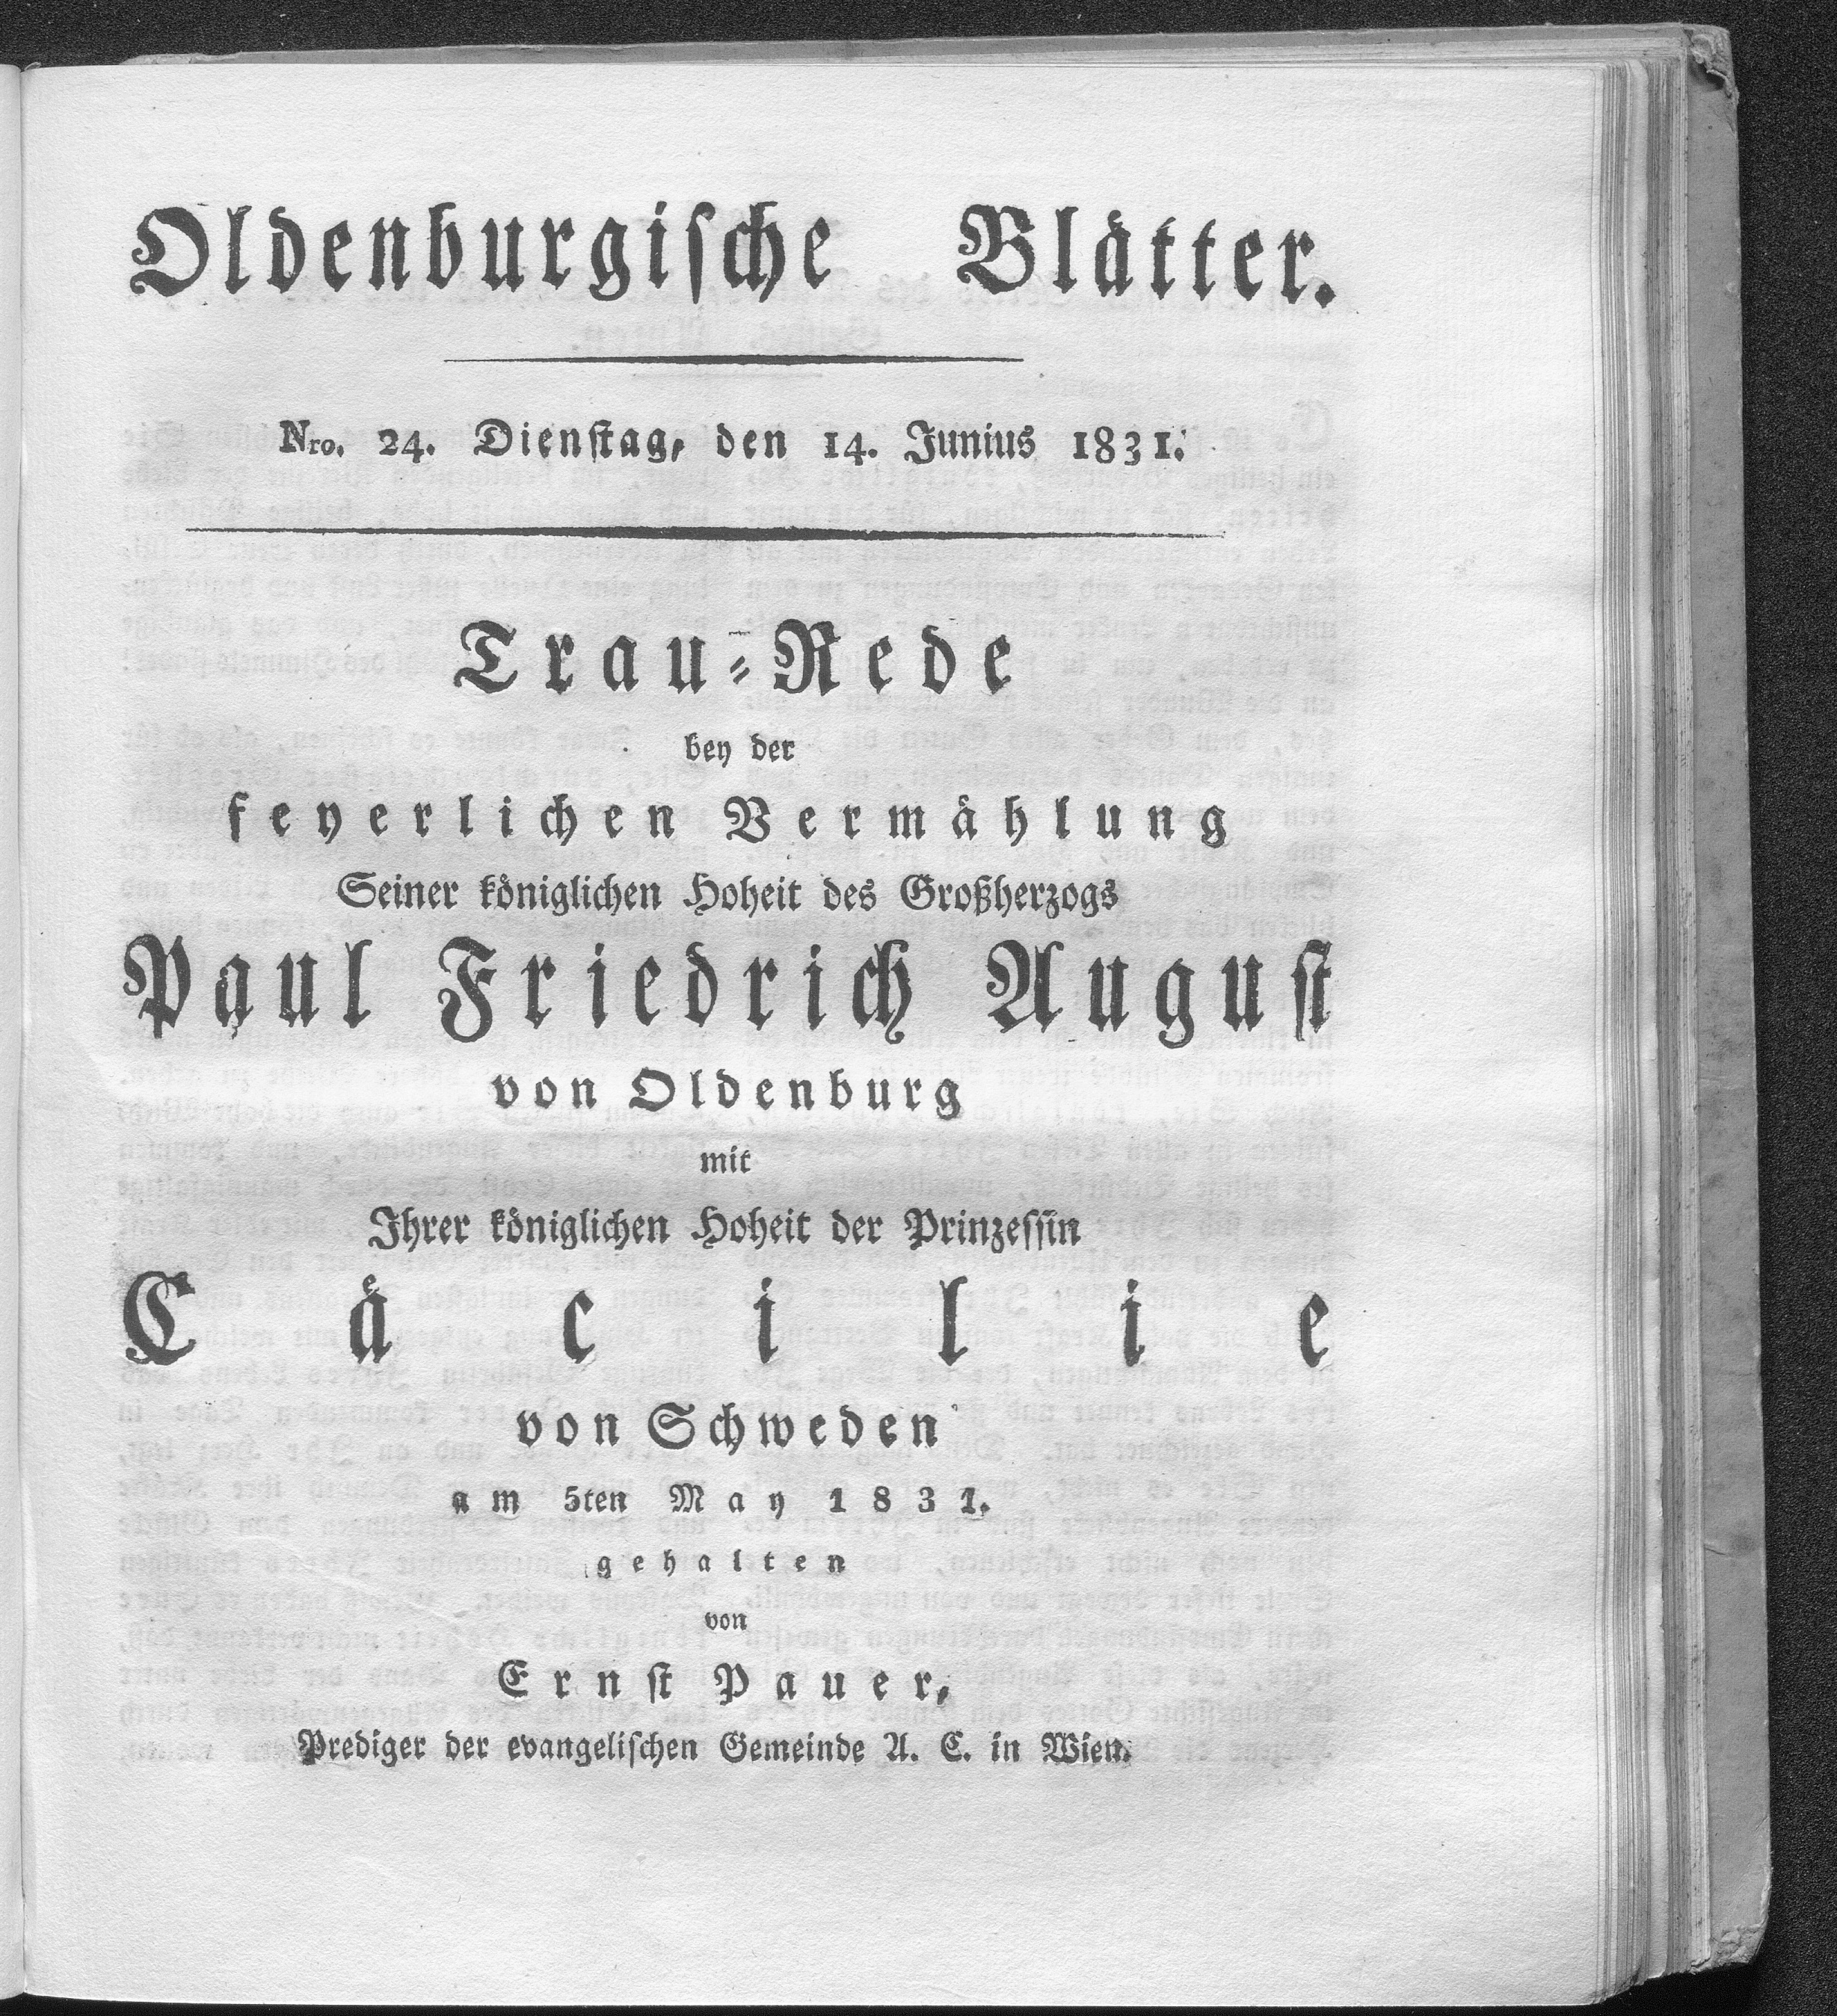 Oldenburgische Blätter.
Nro. 24. Dienstag, den 14. Junius 1831.
Trau-Rede
bey der
feyerlichen Vermählung
Seiner königlichen Hoheit des Großherzogs
Paul Friedrich August
von Oldenburg
mit
Ihrer königlichen Hoheit der Prinzessin
Cäcilie
von Schweden
am 5ten May 1831.
gehalten
von
Ernst Pauer,
Prediger der evangelischen Gemeinde A. C. in Wien.